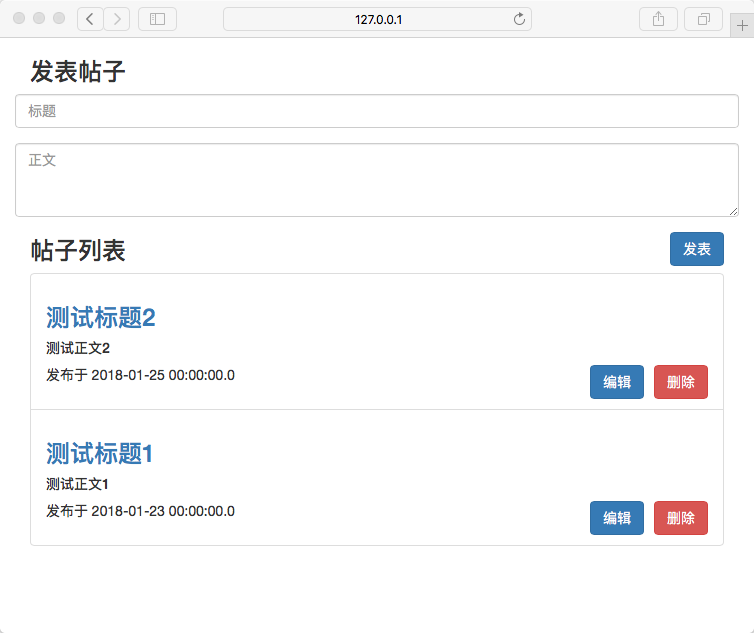 127.0.0.1
发表帖子
标题
正文
帖子列表
发表
测试标题2
测试正文2
发布于 2018-01-25 00:00:00.0
编辑 删除
测试标题1
测试正文1
发布于 2018-01-23 00:00:00.0
编辑 删除